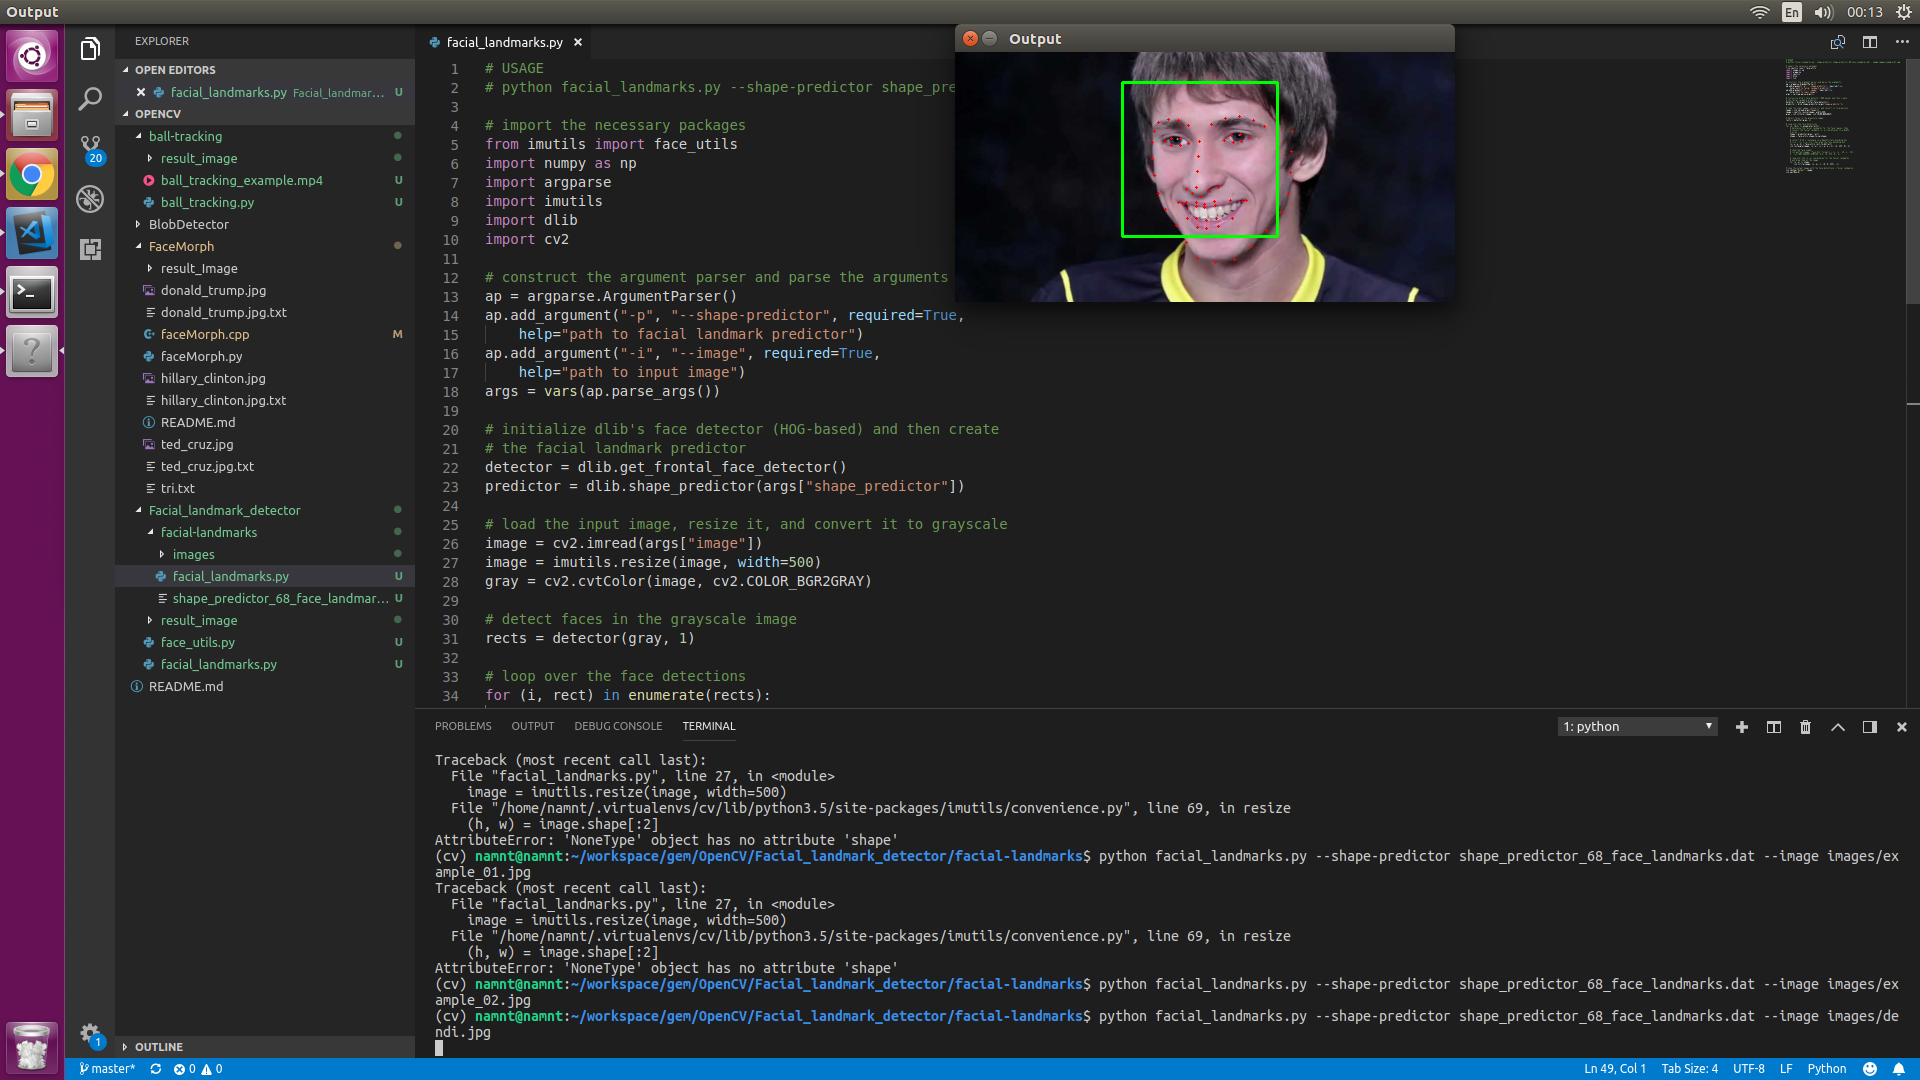 Output
En
00:13
EXPLORER
OPEN EDITORS
facial_landmarks.py Facial_landmar... U
OPENCV
ball-tracking
result_image
ball_tracking_example.mp4 U
ball_tracking.py U
BlobDetector
FaceMorph
result_Image
donald_trump.jpg
donald_trump.jpg.txt
faceMorph.cpp M
faceMorph.py
hillary_clinton.jpg
hillary_clinton.jpg.txt
README.md
ted_cruz.jpg
ted_cruz.jpg.txt
tri.txt
Facial_landmark_detector
facial-landmarks
images
facial_landmarks.py U
shape_predictor_68_face_landmar... U
result_image
face_utils.py U
facial_landmarks.py U
README.md
OUTLINE
20
1
facial_landmarks.py
Output
1 # USAGE
2 # python facial_landmarks.py --shape-predictor shape_pre
3
4 # import the necessary packages
5 from imutils import face_utils
6 import numpy as np
7 import argparse
8 import imutils
9 import dlib
10 import cv2
11
12 # construct the argument parser and parse the arguments
13 ap = argparse.ArgumentParser()
14 ap.add_argument("-p", "--shape-predictor", required=True,
15 help="path to facial landmark predictor")
16 ap.add_argument("-i", "--image", required=True,
17 help="path to input image")
18 args = vars(ap.parse_args())
19
20 # initialize dlib's face detector (HOG-based) and then create
21 # the facial landmark predictor
22 detector = dlib.get_frontal_face_detector()
23 predictor = dlib.shape_predictor(args["shape_predictor"])
24
25 # load the input image, resize it, and convert it to grayscale
26 image = cv2.imread(args["image"])
27 image = imutils.resize(image, width=500)
28 gray = cv2.cvtColor(image, cv2.COLOR_BGR2GRAY)
29
30 # detect faces in the grayscale image
31 rects = detector(gray, 1)
32
33 # loop over the face detections
34 for (i, rect) in enumerate(rects):
PROBLEMS OUTPUT DEBUG CONSOLE TERMINAL
1: python
Traceback (most recent call last):
File "facial_landmarks.py", line 27, in <module>
image = imutils.resize(image, width=500)
File "/home/namnt/.virtualenvs/cv/lib/python3.5/site-packages/imutils/convenience.py", line 69, in resize
(h, w) = image.shape[:2]
AttributeError: 'NoneType' object has no attribute 'shape'
(cv) namnt@namnt:~/workspace/gem/OpenCV/Facial_landmark_detector/facial-landmarks$ python facial_landmarks.py --shape-predictor shape_predictor_68_face_landmarks.dat --image images/ex
ample_01.jpg
Traceback (most recent call last):
File "facial_landmarks.py", line 27, in <module>
image = imutils.resize(image, width=500)
File "/home/namnt/.virtualenvs/cv/lib/python3.5/site-packages/imutils/convenience.py", line 69, in resize
(h, w) = image.shape[:2]
AttributeError: 'NoneType' object has no attribute 'shape'
(cv) namnt@namnt:~/workspace/gem/OpenCV/Facial_landmark_detector/facial-landmarks$ python facial_landmarks.py --shape-predictor shape_predictor_68_face_landmarks.dat --image images/ex
ample_02.jpg
(cv) namnt@namnt:~/workspace/gem/OpenCV/Facial_landmark_detector/facial-landmarks$ python facial_landmarks.py --shape-predictor shape_predictor_68_face_landmarks.dat --image images/de
ndi.jpg
master* 0 0
Ln 49, Col 1 Tab Size: 4 UTF-8 LF Python